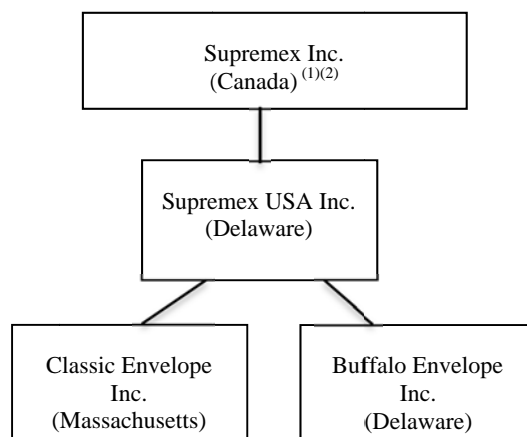 Supremex Inc.
(Canada) (1)(2)
Supremex USA Inc.
(Delaware)
Classic Envelope
Inc.
(Massachusetts)
Buffalo Envelope
Inc.
(Delaware)